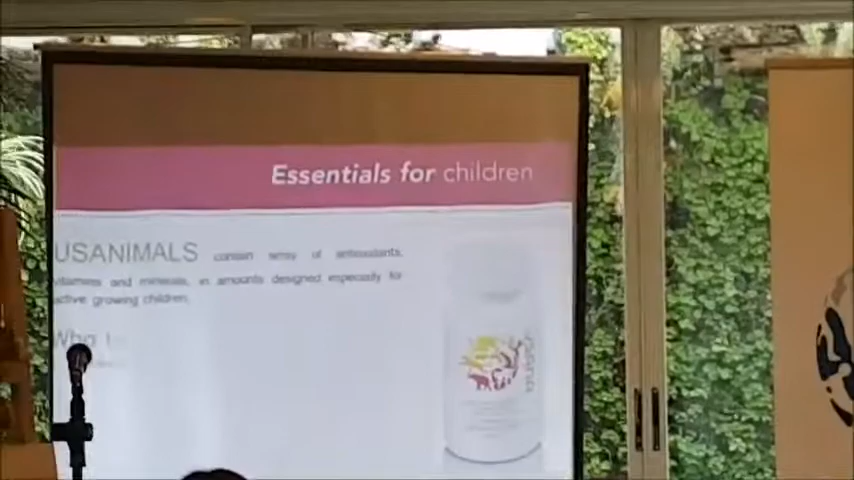 Essentials for children
USANIMALS contain array of antioxidants,
vitamins and minerals, in amounts designed especially for
active growing children.